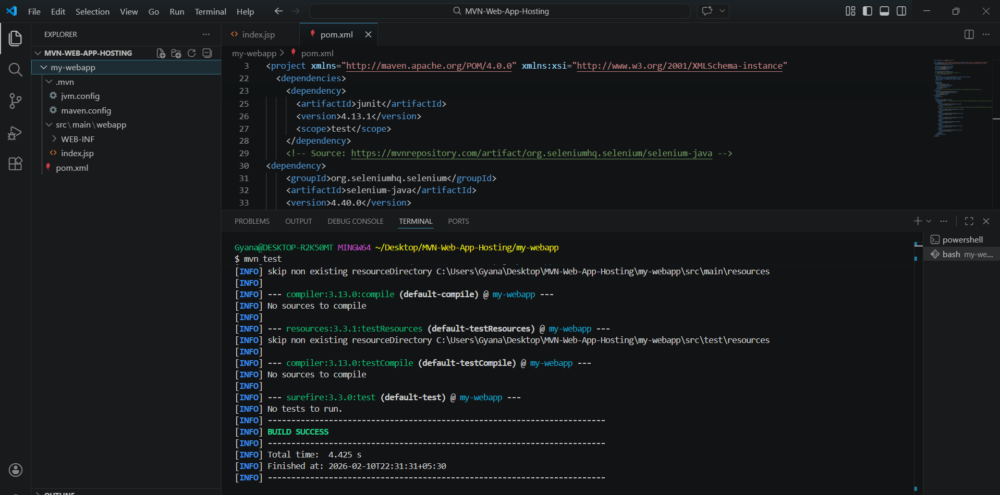 File Edit Selection View Go Run Terminal Help
MVN-Web-App-Hosting
EXPLORER
MVN-WEB-APP-HOSTING
my-webapp
.mvn
jvm.config
maven.config
src\main\webapp
WEB-INF
index.jsp
pom.xml
OUTLINE
index.jsp
pom.xml
my-webapp > pom.xml
3 <project xmlns="http://maven.apache.org/POM/4.0.0" xmlns:xsi="http://www.w3.org/2001/XMLSchema-instance"
22 <dependencies>
23 <dependency>
25 <artifactId>junit</artifactId>
26 <version>4.13.1</version>
27 <scope>test</scope>
28 </dependency>
29 <!-- Source: https://mvnrepository.com/artifact/org.seleniumhq.selenium/selenium-java -->
30 <dependency>
31 <groupId>org.seleniumhq.selenium</groupId>
32 <artifactId>selenium-java</artifactId>
33 <version>4.40.0</version>
PROBLEMS OUTPUT DEBUG CONSOLE TERMINAL PORTS
powershell
bash my-we...
Gyana@DESKTOP-R2K50MT MINGW64 ~/Desktop/MVN-Web-App-Hosting/my-webapp
$ mvn test
[INFO] skip non existing resourceDirectory C:\Users\Gyana\Desktop\MVN-Web-App-Hosting\my-webapp\src\main\resources
[INFO]
[INFO] --- compiler:3.13.0:compile (default-compile) @ my-webapp ---
[INFO] No sources to compile
[INFO]
[INFO] --- resources:3.3.1:testResources (default-testResources) @ my-webapp ---
[INFO] skip non existing resourceDirectory C:\Users\Gyana\Desktop\MVN-Web-App-Hosting\my-webapp\src\test\resources
[INFO]
[INFO] --- compiler:3.13.0:testCompile (default-testCompile) @ my-webapp ---
[INFO] No sources to compile
[INFO]
[INFO] --- surefire:3.3.0:test (default-test) @ my-webapp ---
[INFO] No tests to run.
[INFO] ------------------------------------------------------------------------
[INFO] BUILD SUCCESS
[INFO] ------------------------------------------------------------------------
[INFO] Total time:  4.425 s
[INFO] Finished at: 2026-02-10T22:31:31+05:30
[INFO] ------------------------------------------------------------------------